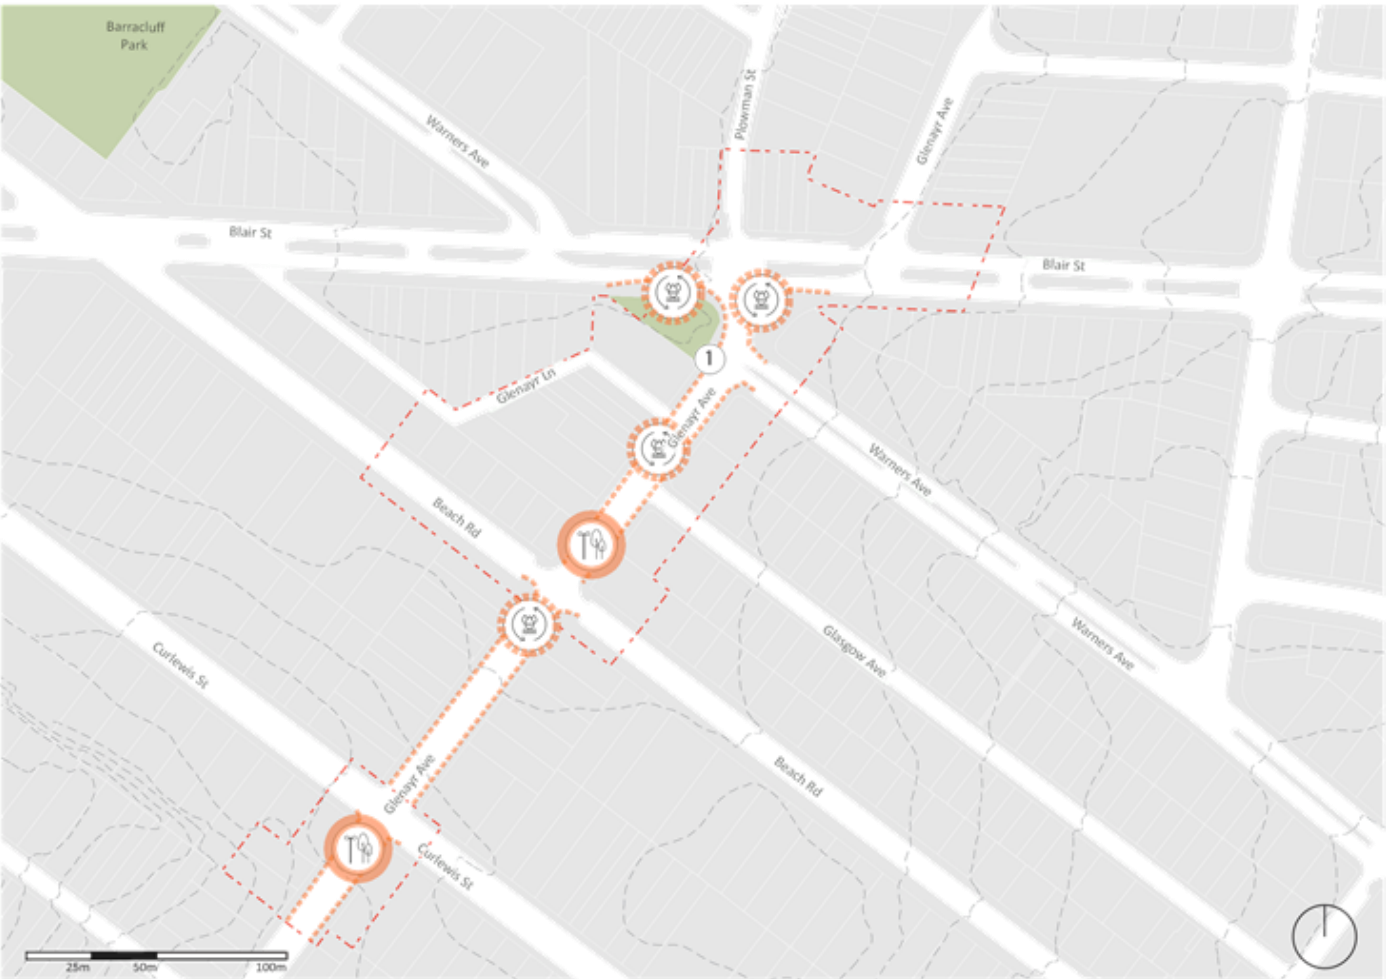 Barracluff
Park
Plowman St
Glenayr Ave
Warners Ave
Blair St
Blair St
1
Glenayr Ln
Glenayr Ave
Warners Ave
Beach Rd
Glasgow Ave
Warners Ave
Curlewis St
Glenayr Ave
Beach Rd
Curlewis St
25m 50m 100m